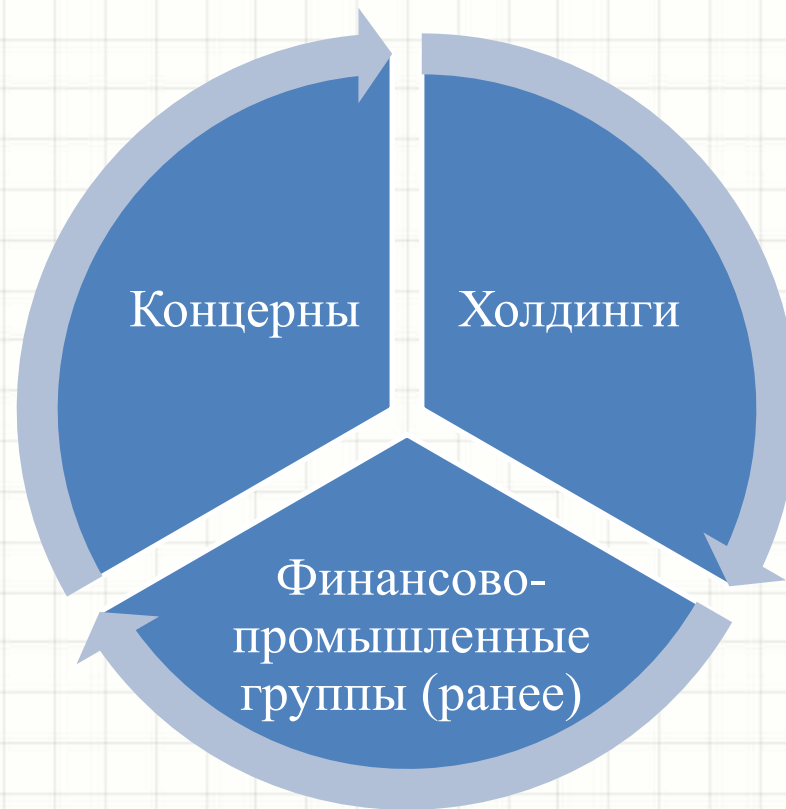 Концерны
Холдинги
Финансово-
промышленные
группы (ранее)